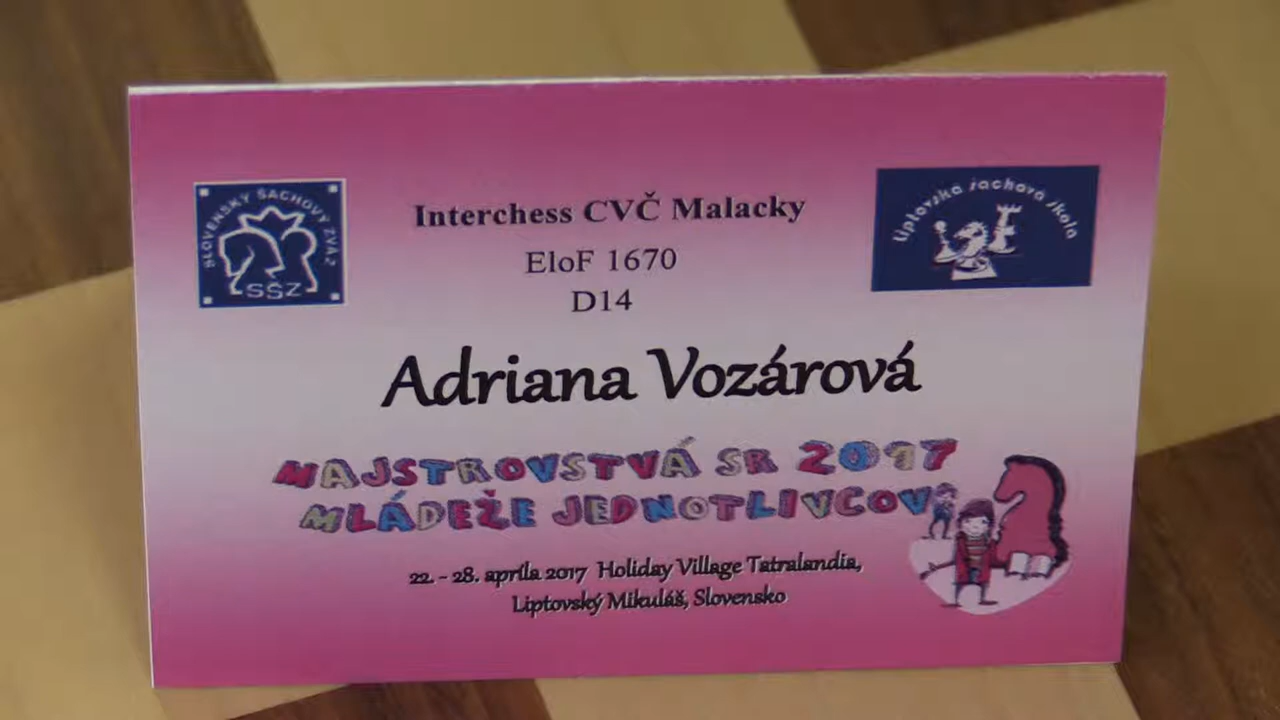 SLOVENSKÝ ŠACHOVÝ ZVÄZ
SŠZ
Interchess CVČ Malacky
EloF 1670
D14
Liptovská šachová škola
Adriana Vozárová
MAJSTROVSTVÁ SR 2017
MLÁDEŽE JEDNOTLIVCOV
22. - 28. apríla 2017 Holiday Village Tatralandia,
Liptovský Mikuláš, Slovensko